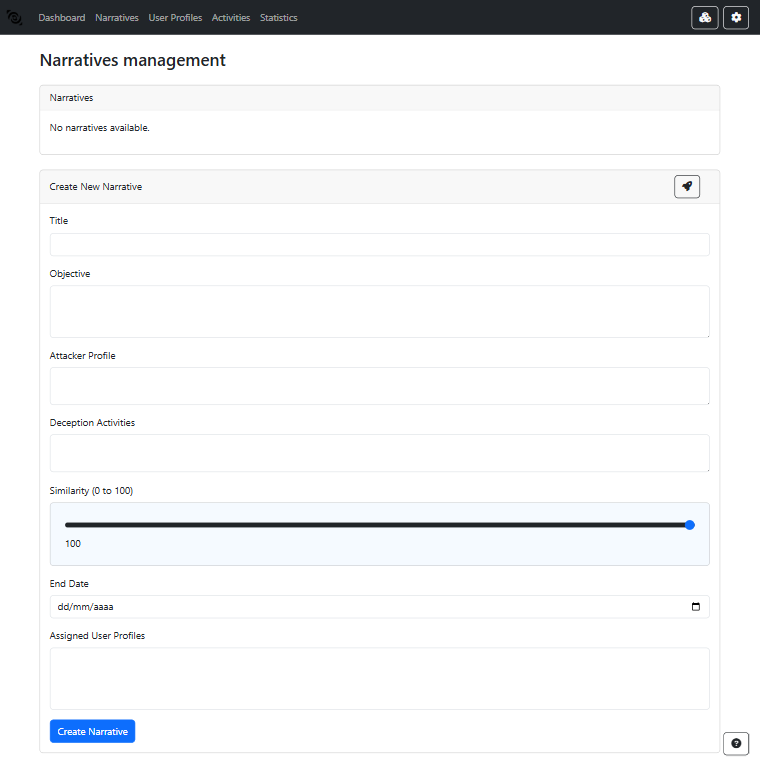 Dashboard Narratives User Profiles Activities Statistics
Narratives management
Narratives
No narratives available.
Create New Narrative
Title
Objective
Attacker Profile
Deception Activities
Similarity (0 to 100)
100
End Date
dd/mm/aaaa
Assigned User Profiles
Create Narrative